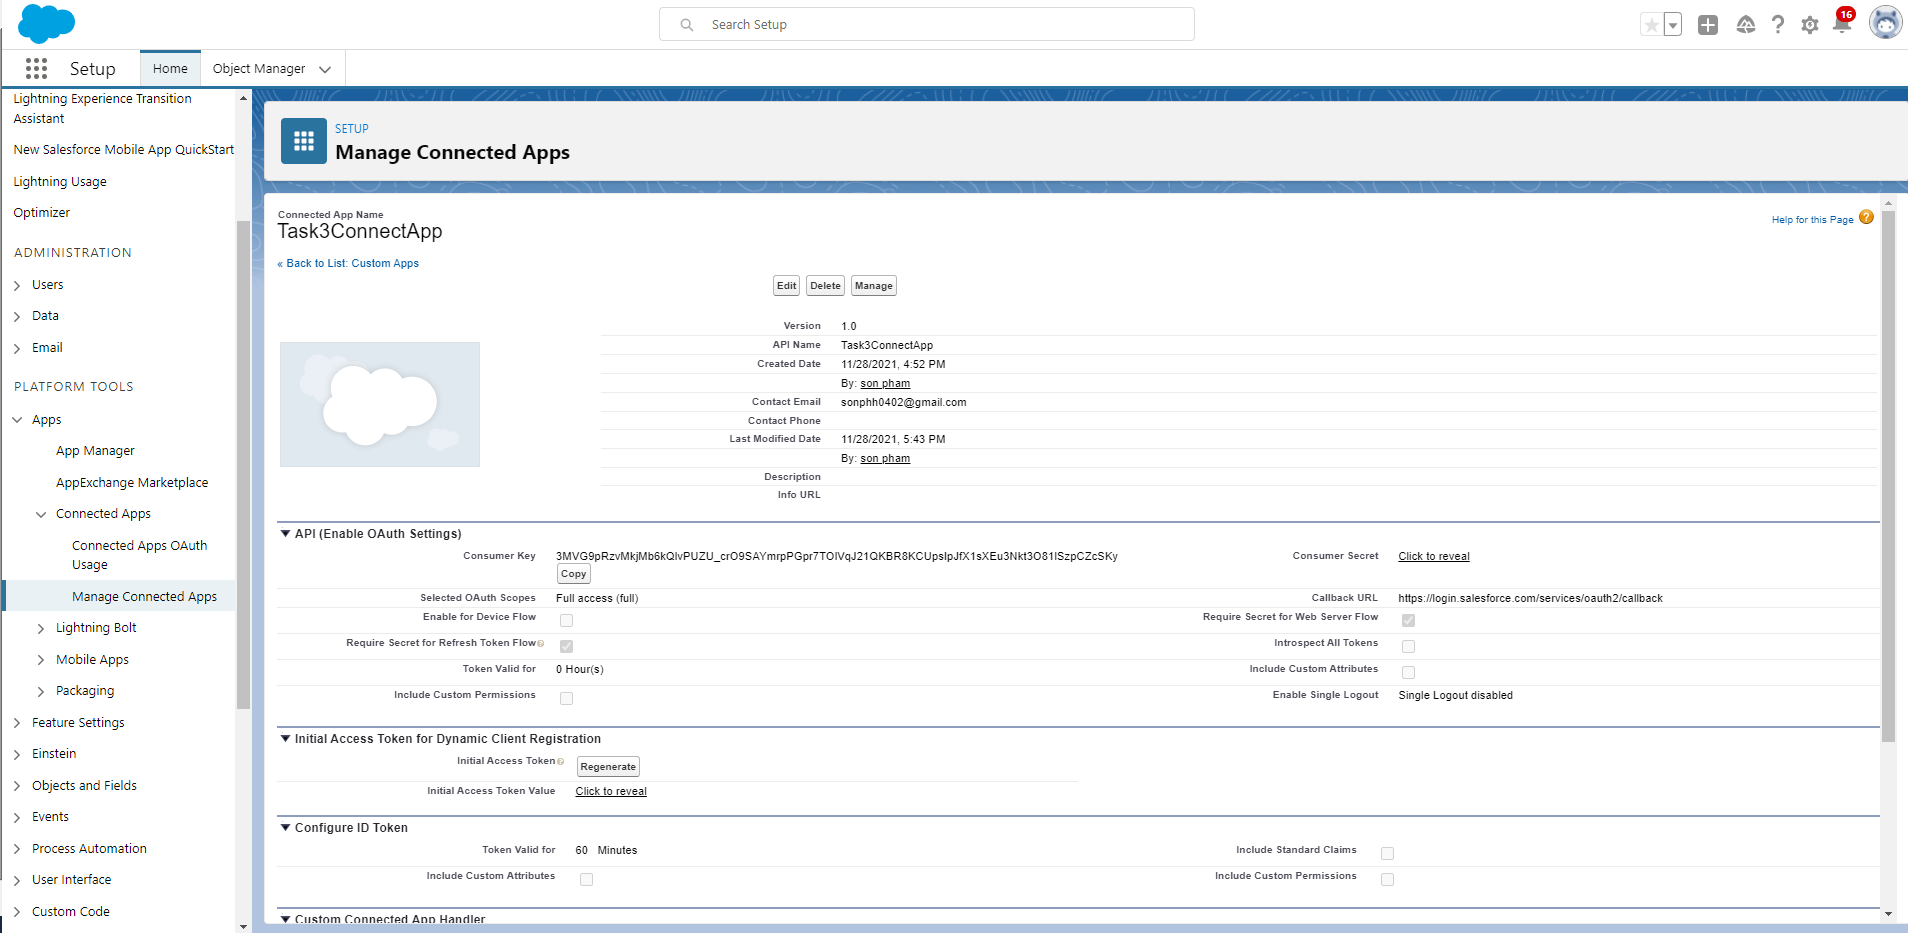 Search Setup
16
Setup
Home
Object Manager
Lightning Experience Transition
Assistant
New Salesforce Mobile App QuickStart
Lightning Usage
Optimizer
ADMINISTRATION
Users
Data
Email
PLATFORM TOOLS
Apps
App Manager
AppExchange Marketplace
Connected Apps
Connected Apps OAuth
Usage
Manage Connected Apps
Lightning Bolt
Mobile Apps
Packaging
Feature Settings
Einstein
Objects and Fields
Events
Process Automation
User Interface
Custom Code
SETUP
Manage Connected Apps
Connected App Name
Task3ConnectApp
Help for this Page
« Back to List: Custom Apps
Edit Delete Manage
Version 1.0
API Name Task3ConnectApp
Created Date 11/28/2021, 4:52 PM
By: son pham
Contact Email sonphh0402@gmail.com
Contact Phone
Last Modified Date 11/28/2021, 5:43 PM
By: son pham
Description
Info URL
API (Enable OAuth Settings)
Consumer Key 3MVG9pRzvMkjMb6kQlvPUZU_crO9SAYmrpPGpr7TOlVqJ21QKBR8KCUpsIpJfX1sXEu3Nkt3O81lSzpCZcSKy Consumer Secret Click to reveal
Copy
Selected OAuth Scopes Full access (full) Callback URL https://login.salesforce.com/services/oauth2/callback
Enable for Device Flow Require Secret for Web Server Flow
Require Secret for Refresh Token Flow Introspect All Tokens
Token Valid for 0 Hour(s) Include Custom Attributes
Include Custom Permissions Enable Single Logout Single Logout disabled
Initial Access Token for Dynamic Client Registration
Initial Access Token Regenerate
Initial Access Token Value Click to reveal
Configure ID Token
Token Valid for 60 Minutes Include Standard Claims
Include Custom Attributes Include Custom Permissions
Custom Connected App Handler